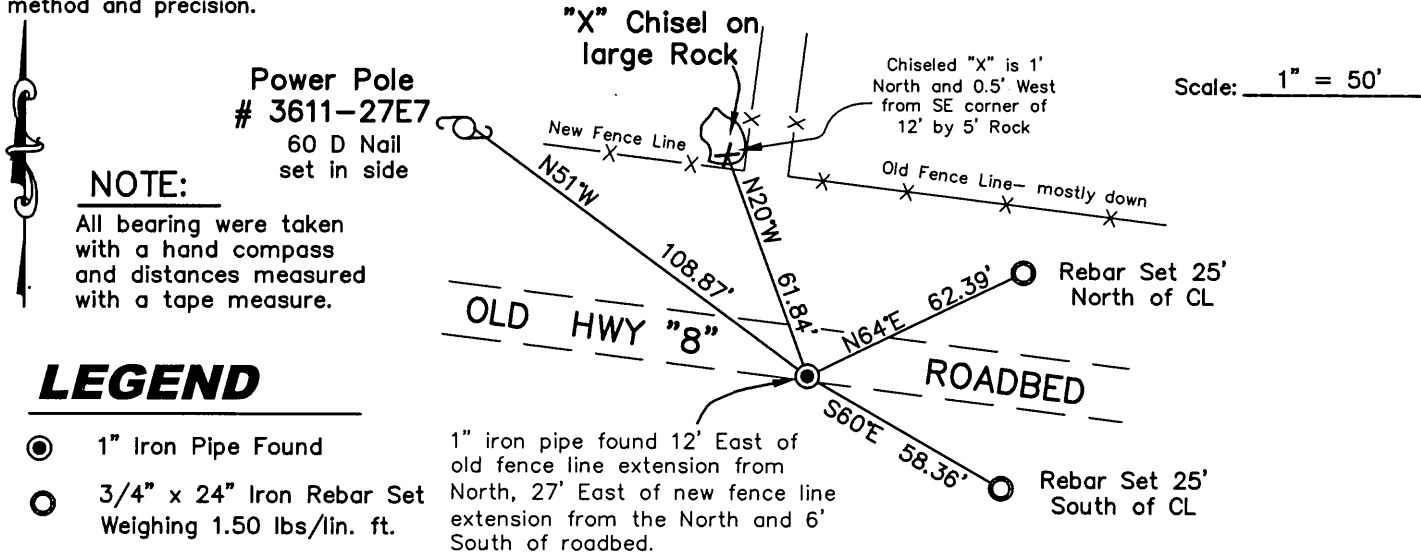 method and precision.
"X" Chisel on
large Rock
Power Pole
# 3611-27E7
60 D Nail
set in side
Chiseled "X" is 1'
North and 0.5' West
from SE corner of
12' by 5' Rock
Scale: 1" = 50'
New Fence Line
Old Fence Line- mostly down
NOTE:
All bearing were taken
with a hand compass
and distances measured
with a tape measure.
N51°W
108.87'
N20°W
61.84'
N64°E 62.39'
Rebar Set 25'
North of CL
OLD HWY "8"
ROADBED
S60°E 58.36'
Rebar Set 25'
South of CL
LEGEND
1" Iron Pipe Found
3/4" x 24" Iron Rebar Set
Weighing 1.50 lbs/lin. ft.
1" iron pipe found 12' East of
old fence line extension from
North, 27' East of new fence line
extension from the North and 6'
South of roadbed.